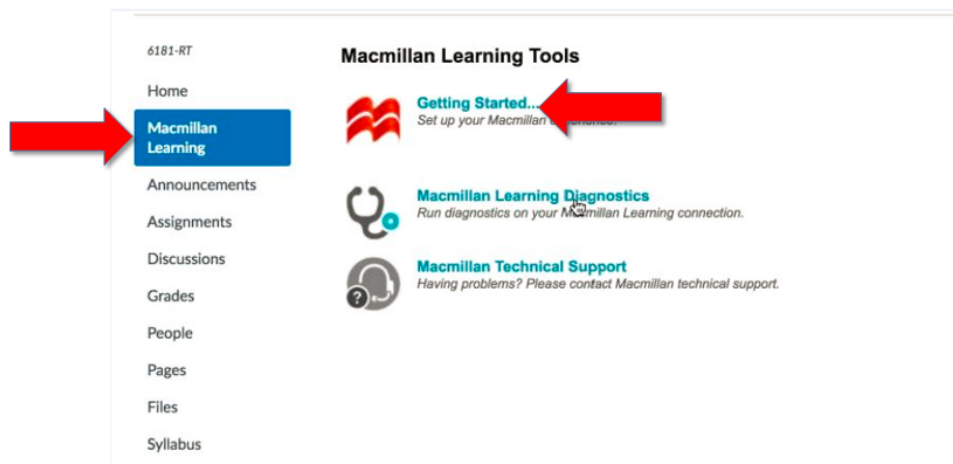 6181-RT
Home
Macmillan
Learning
Announcements
Assignments
Discussions
Grades
People
Pages
Files
Syllabus
Macmillan Learning Tools
Getting Started...
Set up your Macmillan experience.
Macmillan Learning Diagnostics
Run diagnostics on your Macmillan Learning connection.
Macmillan Technical Support
Having problems? Please contact Macmillan technical support.
?